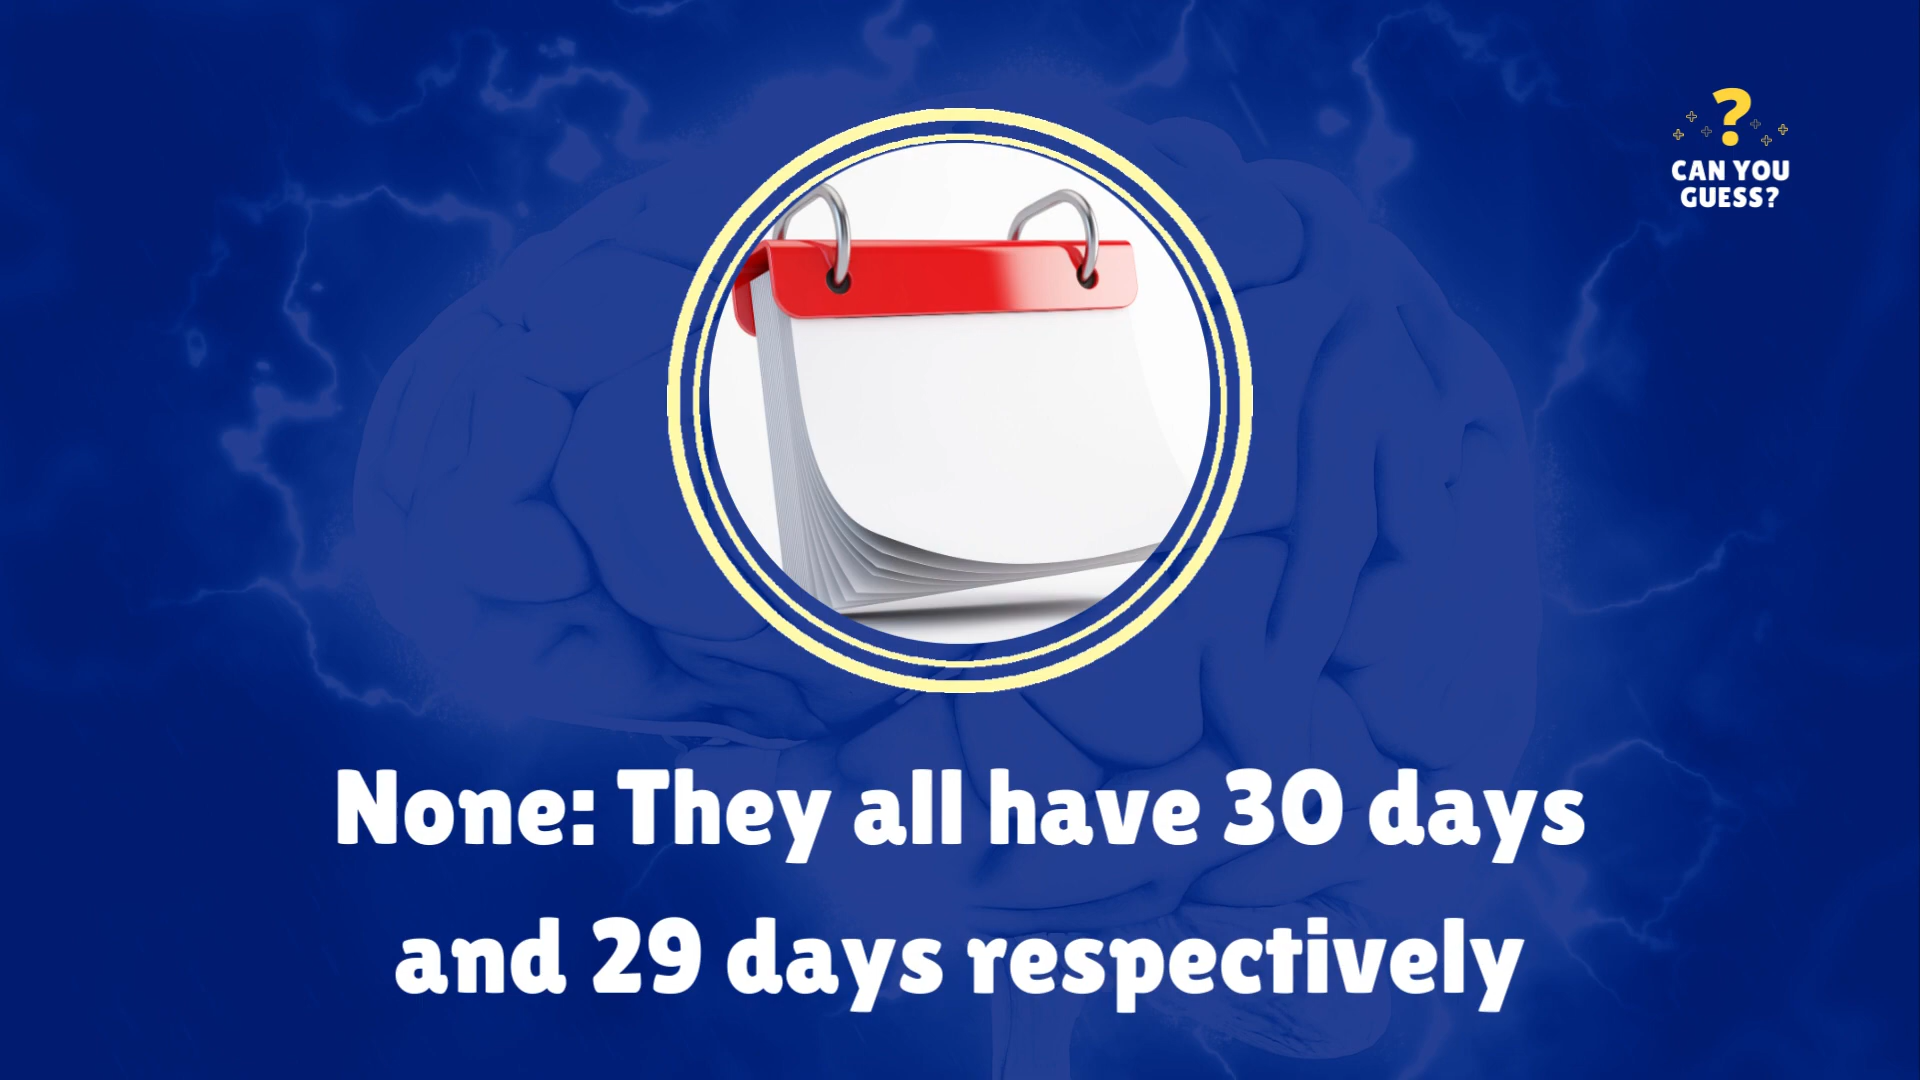 ?
CAN YOU
GUESS?
None: They all have 30 days
and 29 days respectively